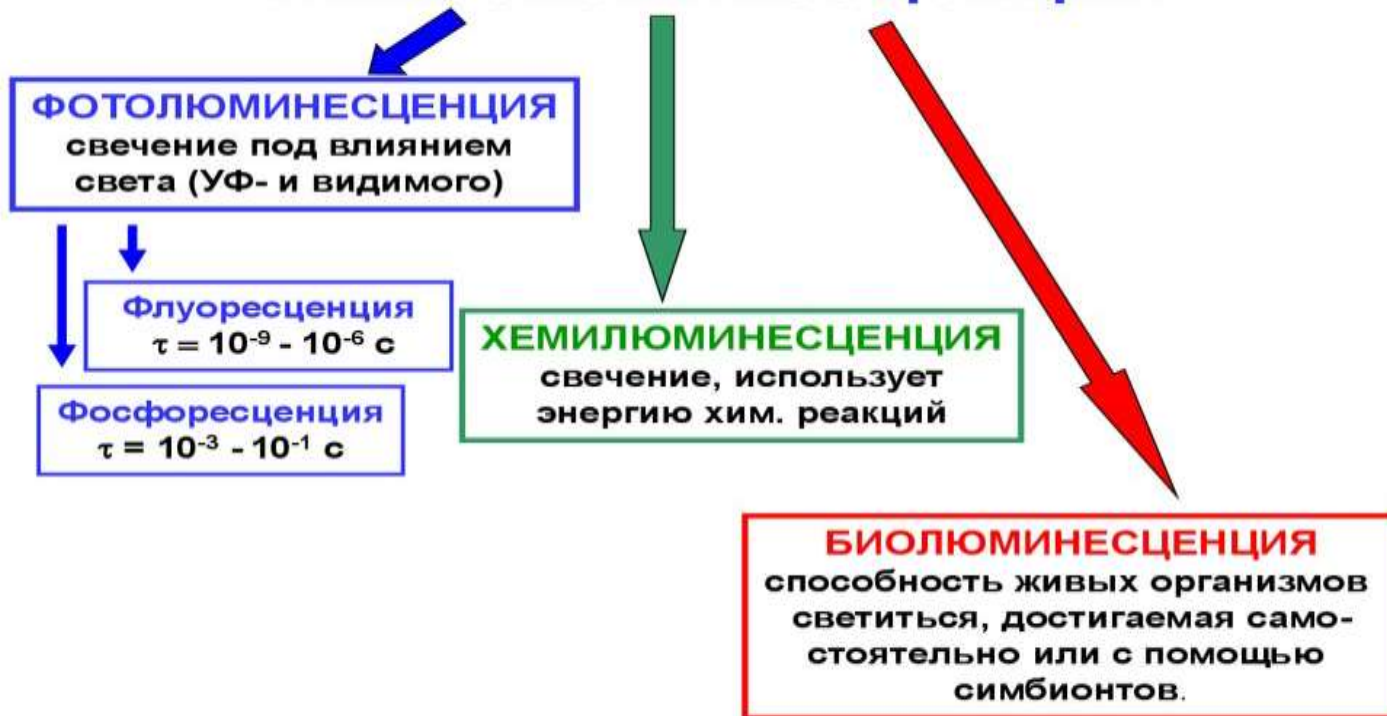 ФОТОЛЮМИНЕСЦЕНЦИЯ
свечение под влиянием
света (УФ- и видимого)
Флуоресценция
τ = 10⁻⁹ - 10⁻⁶ с
Фосфоресценция
τ = 10⁻³ - 10⁻¹ с
ХЕМИЛЮМИНЕСЦЕНЦИЯ
свечение, использует
энергию хим. реакций
БИОЛЮМИНЕСЦЕНЦИЯ
способность живых организмов
светиться, достигаемая само-
стоятельно или с помощью
симбионтов.